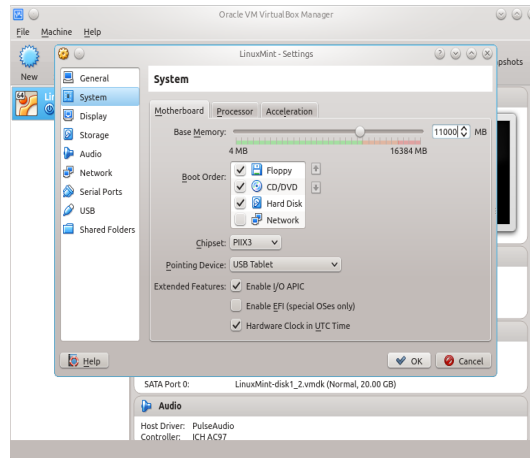 Oracle VM VirtualBox Manager
File Machine Help
New
pshots
LinuxMint - Settings
General
System
Display
Storage
Audio
Network
Serial Ports
USB
Shared Folders
System
Motherboard Processor Acceleration
Base Memory: 11000 MB
4 MB 16384 MB
Boot Order:
Floppy
CD/DVD
Hard Disk
Network
Chipset: PIIX3
Pointing Device: USB Tablet
Extended Features: Enable I/O APIC
Enable EFI (special OSes only)
Hardware Clock in UTC Time
Help OK Cancel
SATA Port 0: LinuxMint-disk1_2.vmdk (Normal, 20.00 GB)
Audio
Host Driver: PulseAudio
Controller: ICH AC97